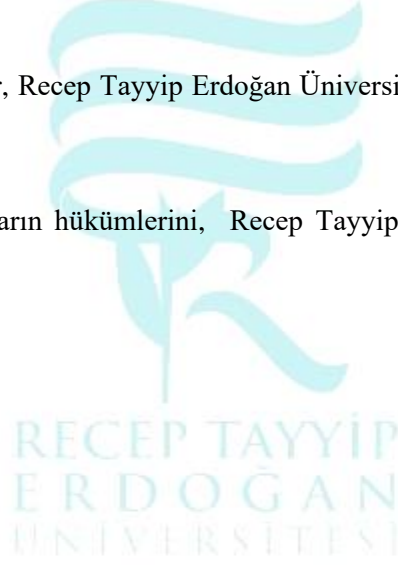 , Recep Tayyip Erdoğan Üniversi
arın hükümlerini, Recep Tayyip
RECEP TAYYİP
ERDOĞAN
ÜNİVERSİTESİ